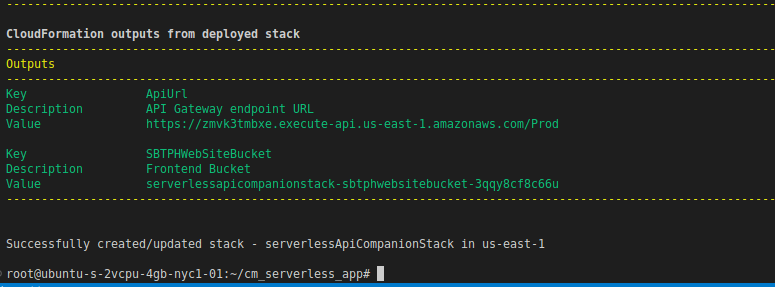 --------------------------------------------------------------------------------------------------------------
CloudFormation outputs from deployed stack
--------------------------------------------------------------------------------------------------------------
Outputs
--------------------------------------------------------------------------------------------------------------
Key                 ApiUrl
Description         API Gateway endpoint URL
Value               https://zmvk3tmbxe.execute-api.us-east-1.amazonaws.com/Prod
Key                 SBTPHWebSiteBucket
Description         Frontend Bucket
Value               serverlessapicompanionstack-sbtphwebsitebucket-3qqy8cf8c66u
--------------------------------------------------------------------------------------------------------------
Successfully created/updated stack - serverlessApiCompanionStack in us-east-1
root@ubuntu-s-2vcpu-4gb-nyc1-01:~/cm_serverless_app#